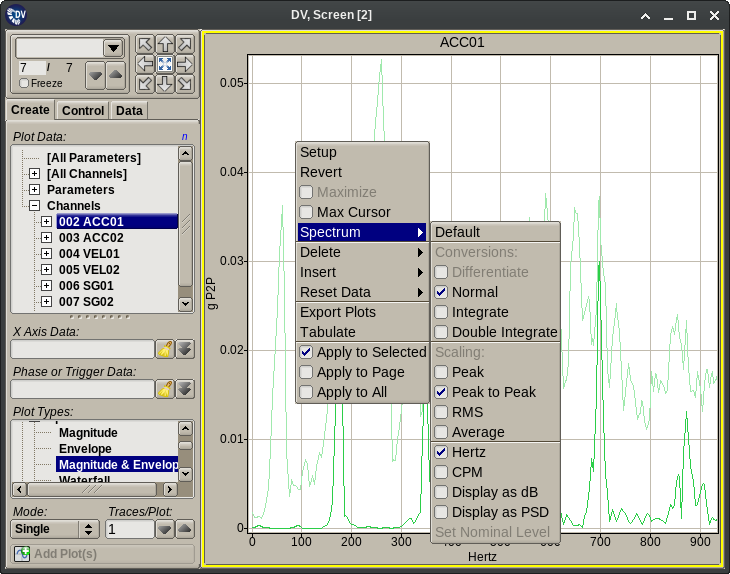 DV, Screen [2]
7 / 7
Freeze
Create Control Data
Plot Data: n
[All Parameters]
[All Channels]
Parameters
Channels
002 ACC01
003 ACC02
004 VEL01
005 VEL02
006 SG01
007 SG02
X Axis Data:
Phase or Trigger Data:
Plot Types:
Magnitude
Envelope
Magnitude & Envelop
Waterfall
Mode: Traces/Plot:
Single 1
Add Plot(s)
ACC01
0.05
0.04
0.03
0.02
0.01
0
g P2P
0 100 200 300 400 500 600 700 800 900
Hertz
Setup
Revert
Maximize
Max Cursor
Spectrum
Delete
Insert
Reset Data
Export Plots
Tabulate
Apply to Selected
Apply to Page
Apply to All
Default
Conversions:
Differentiate
Normal
Integrate
Double Integrate
Scaling:
Peak
Peak to Peak
RMS
Average
Hertz
CPM
Display as dB
Display as PSD
Set Nominal Level